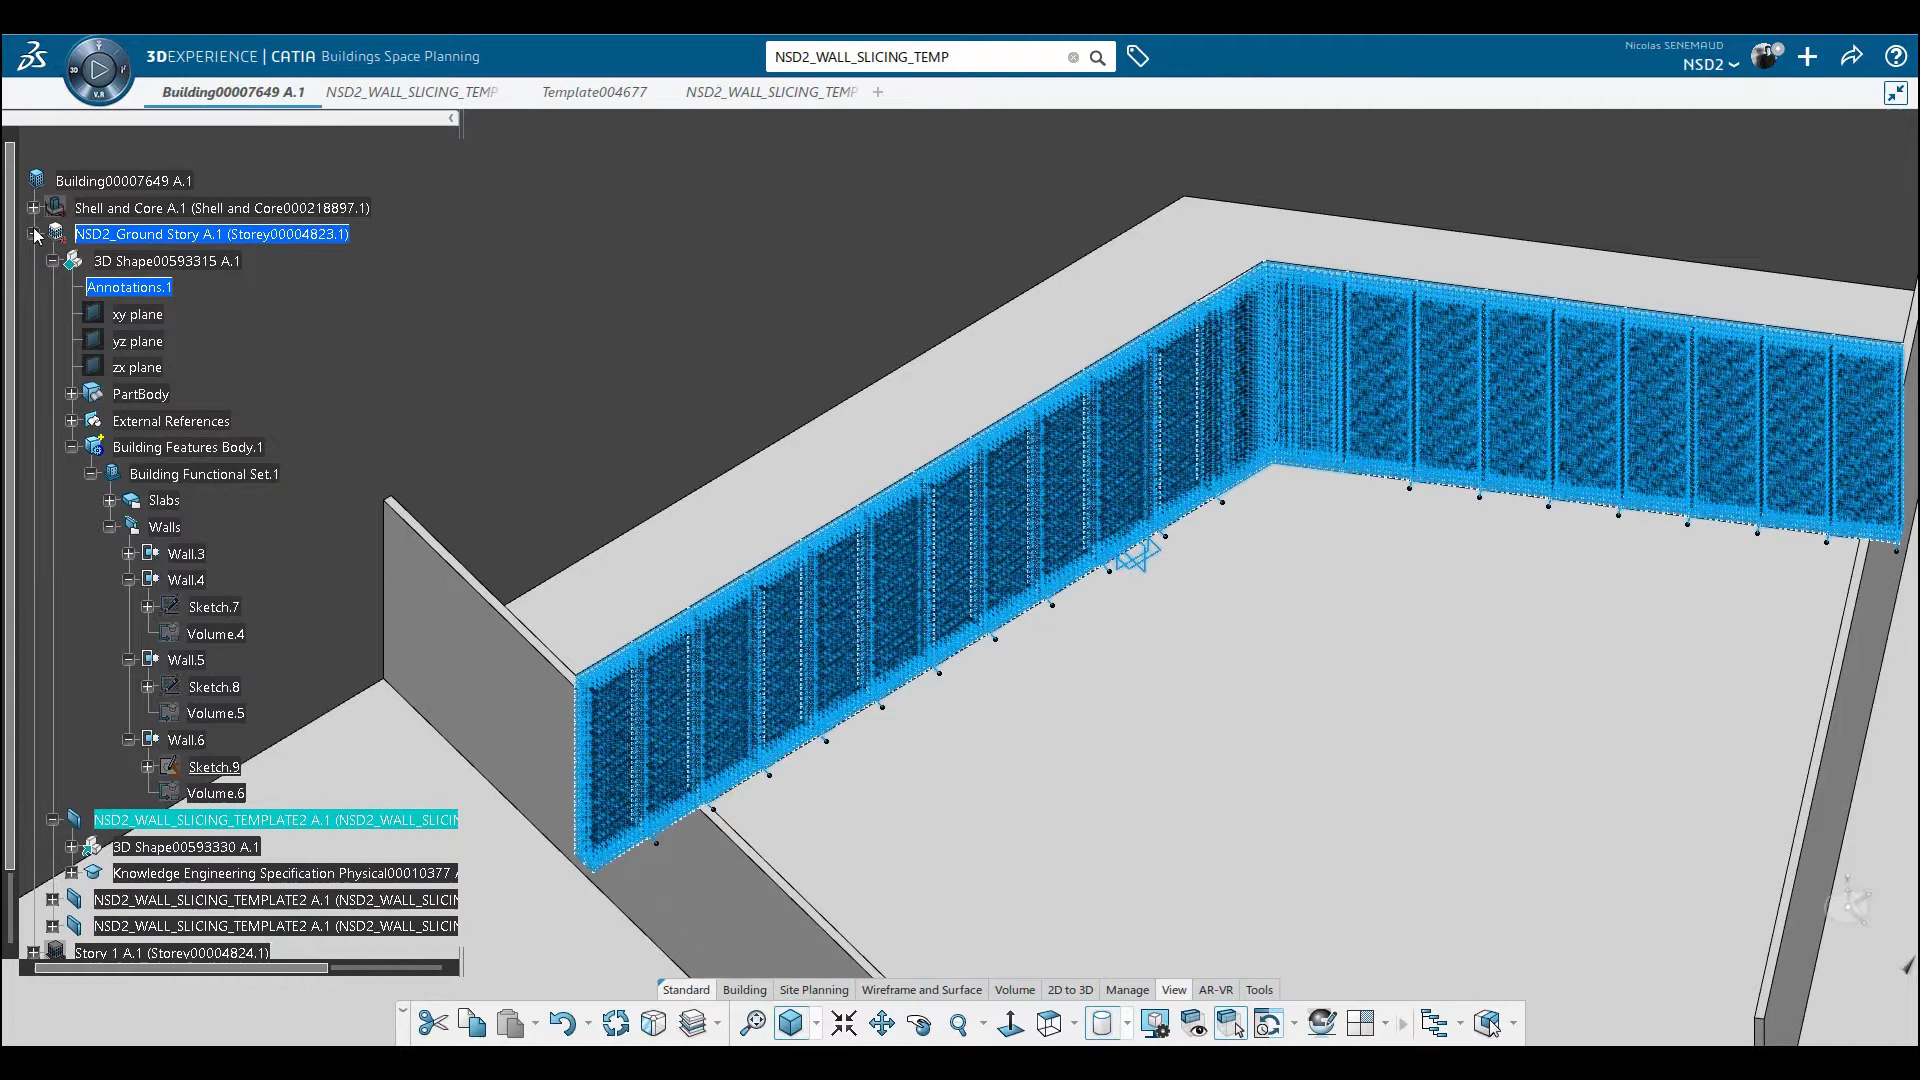 3DEXPERIENCE | CATIA Buildings Space Planning
NSD2_WALL_SLICING_TEMP
Nicolas SENEMAUD
NSD2
3D
V.R
Building00007649 A.1
NSD2_WALL_SLICING_TEMP
Template004677
NSD2_WALL_SLICING_TEMP
Building00007649 A.1
Shell and Core A.1 (Shell and Core000218897.1)
NSD2_Ground Story A.1 (Storey00004823.1)
3D Shape00593315 A.1
Annotations.1
xy plane
yz plane
zx plane
PartBody
External References
Building Features Body.1
Building Functional Set.1
Slabs
Walls
Wall.3
Wall.4
Sketch.7
Volume.4
Wall.5
Sketch.8
Volume.5
Wall.6
Sketch.9
Volume.6
NSD2_WALL_SLICING_TEMPLATE2 A.1 (NSD2_WALL_SLICIN
3D Shape00593330 A.1
Knowledge Engineering Specification Physical00010377
NSD2_WALL_SLICING_TEMPLATE2 A.1 (NSD2_WALL_SLICIN
NSD2_WALL_SLICING_TEMPLATE2 A.1 (NSD2_WALL_SLICIN
Story 1 A.1 (Storey00004824.1)
Standard
Building
Site Planning
Wireframe and Surface
Volume
2D to 3D
Manage
View
AR-VR
Tools